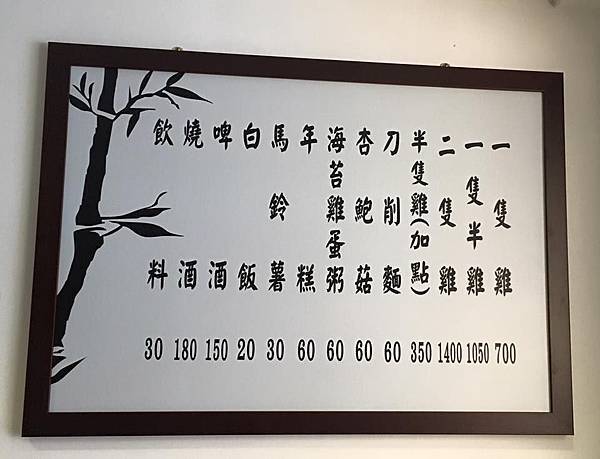 一隻雞 700
一隻半雞 1050
二隻雞 1400
半隻雞(加點) 350
刀削麵 60
杏鮑菇 60
海苔雞蛋粥 60
年糕 60
馬鈴薯 30
白飯 20
啤酒 150
燒酒 180
飲料 30